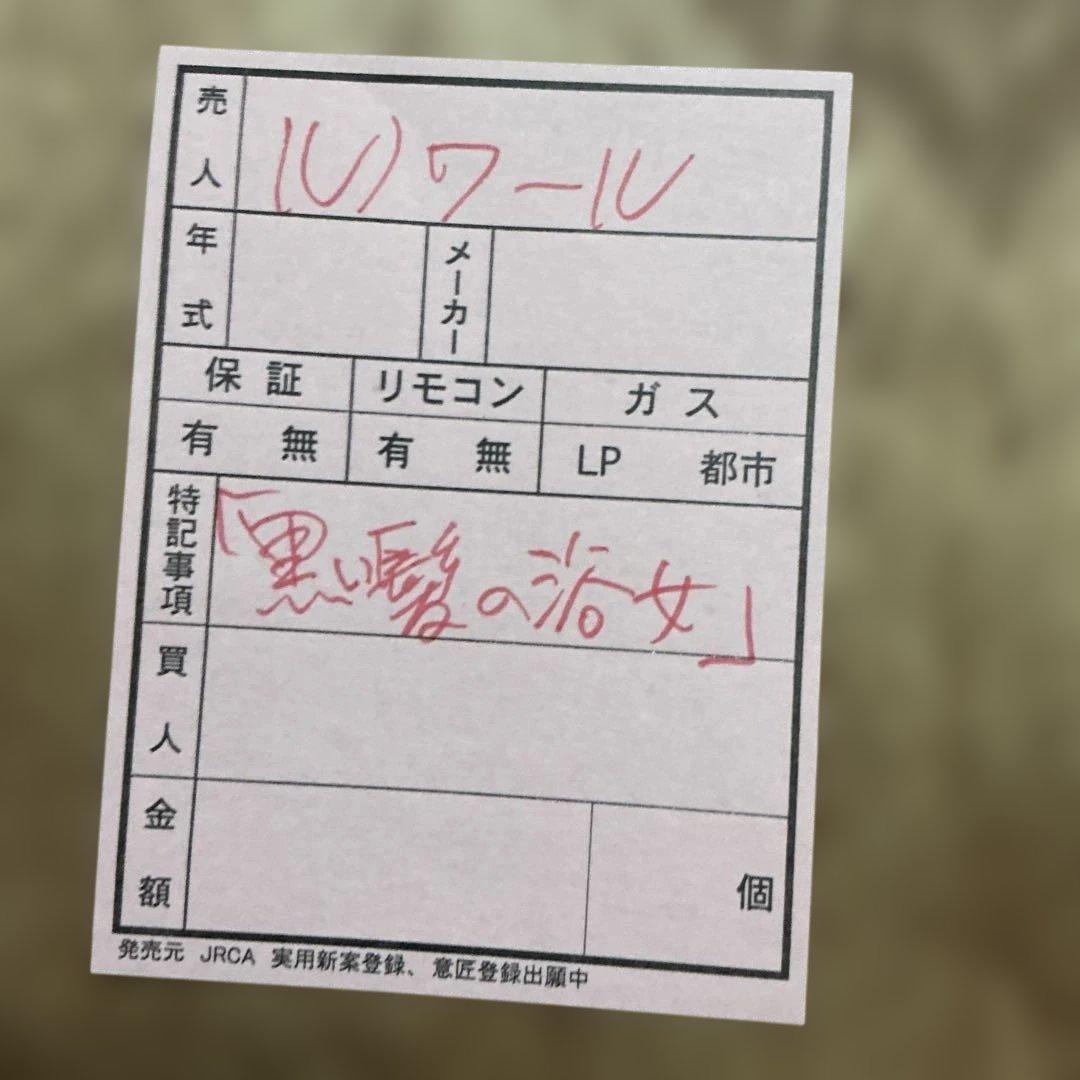 売人 ルノワール
年式 メーカー
保証 リモコン ガス
有 無 有 無 LP 都市
特記事項 「黒い髪の浴女」
買人
金額 個
発売元 JRCA 実用新案登録、意匠登録出願中